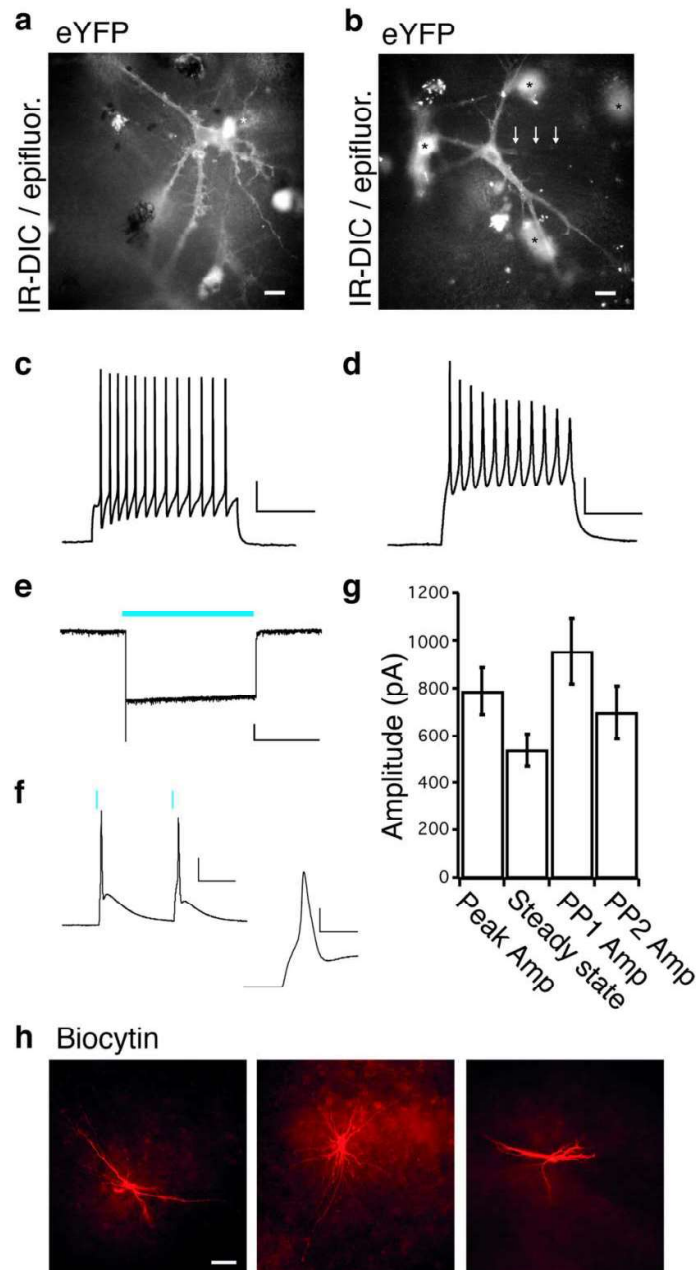 a eYFP
IR-DIC / epifluor.
b eYFP
IR-DIC / epifluor.
c
d
e
f
g
Amplitude (pA)
1200
1000
800
600
400
200
0
Peak Amp
Steady state
PP1 Amp
PP2 Amp
h Biocytin